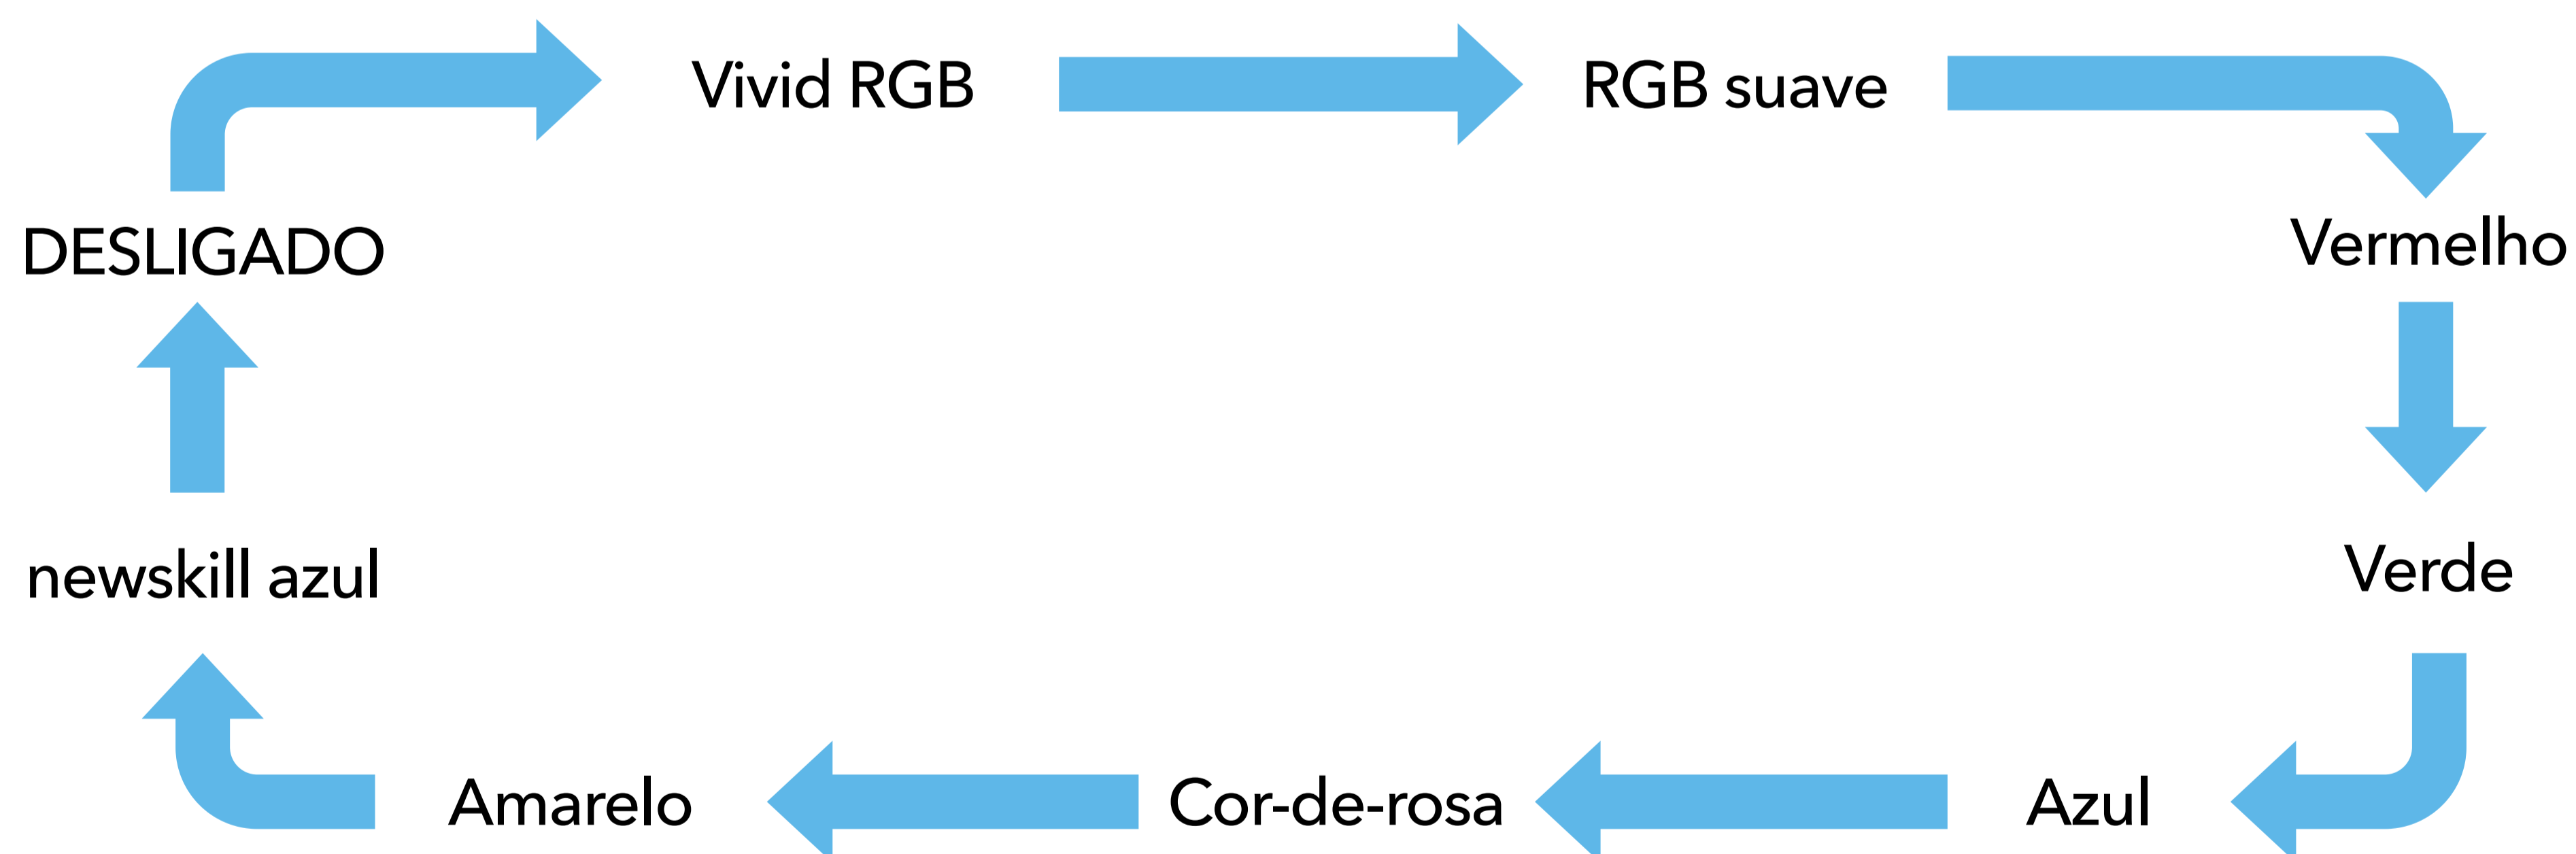 Vivid RGB
RGB suave
DESLIGADO
Vermelho
newskill azul
Verde
Amarelo
Cor-de-rosa
Azul